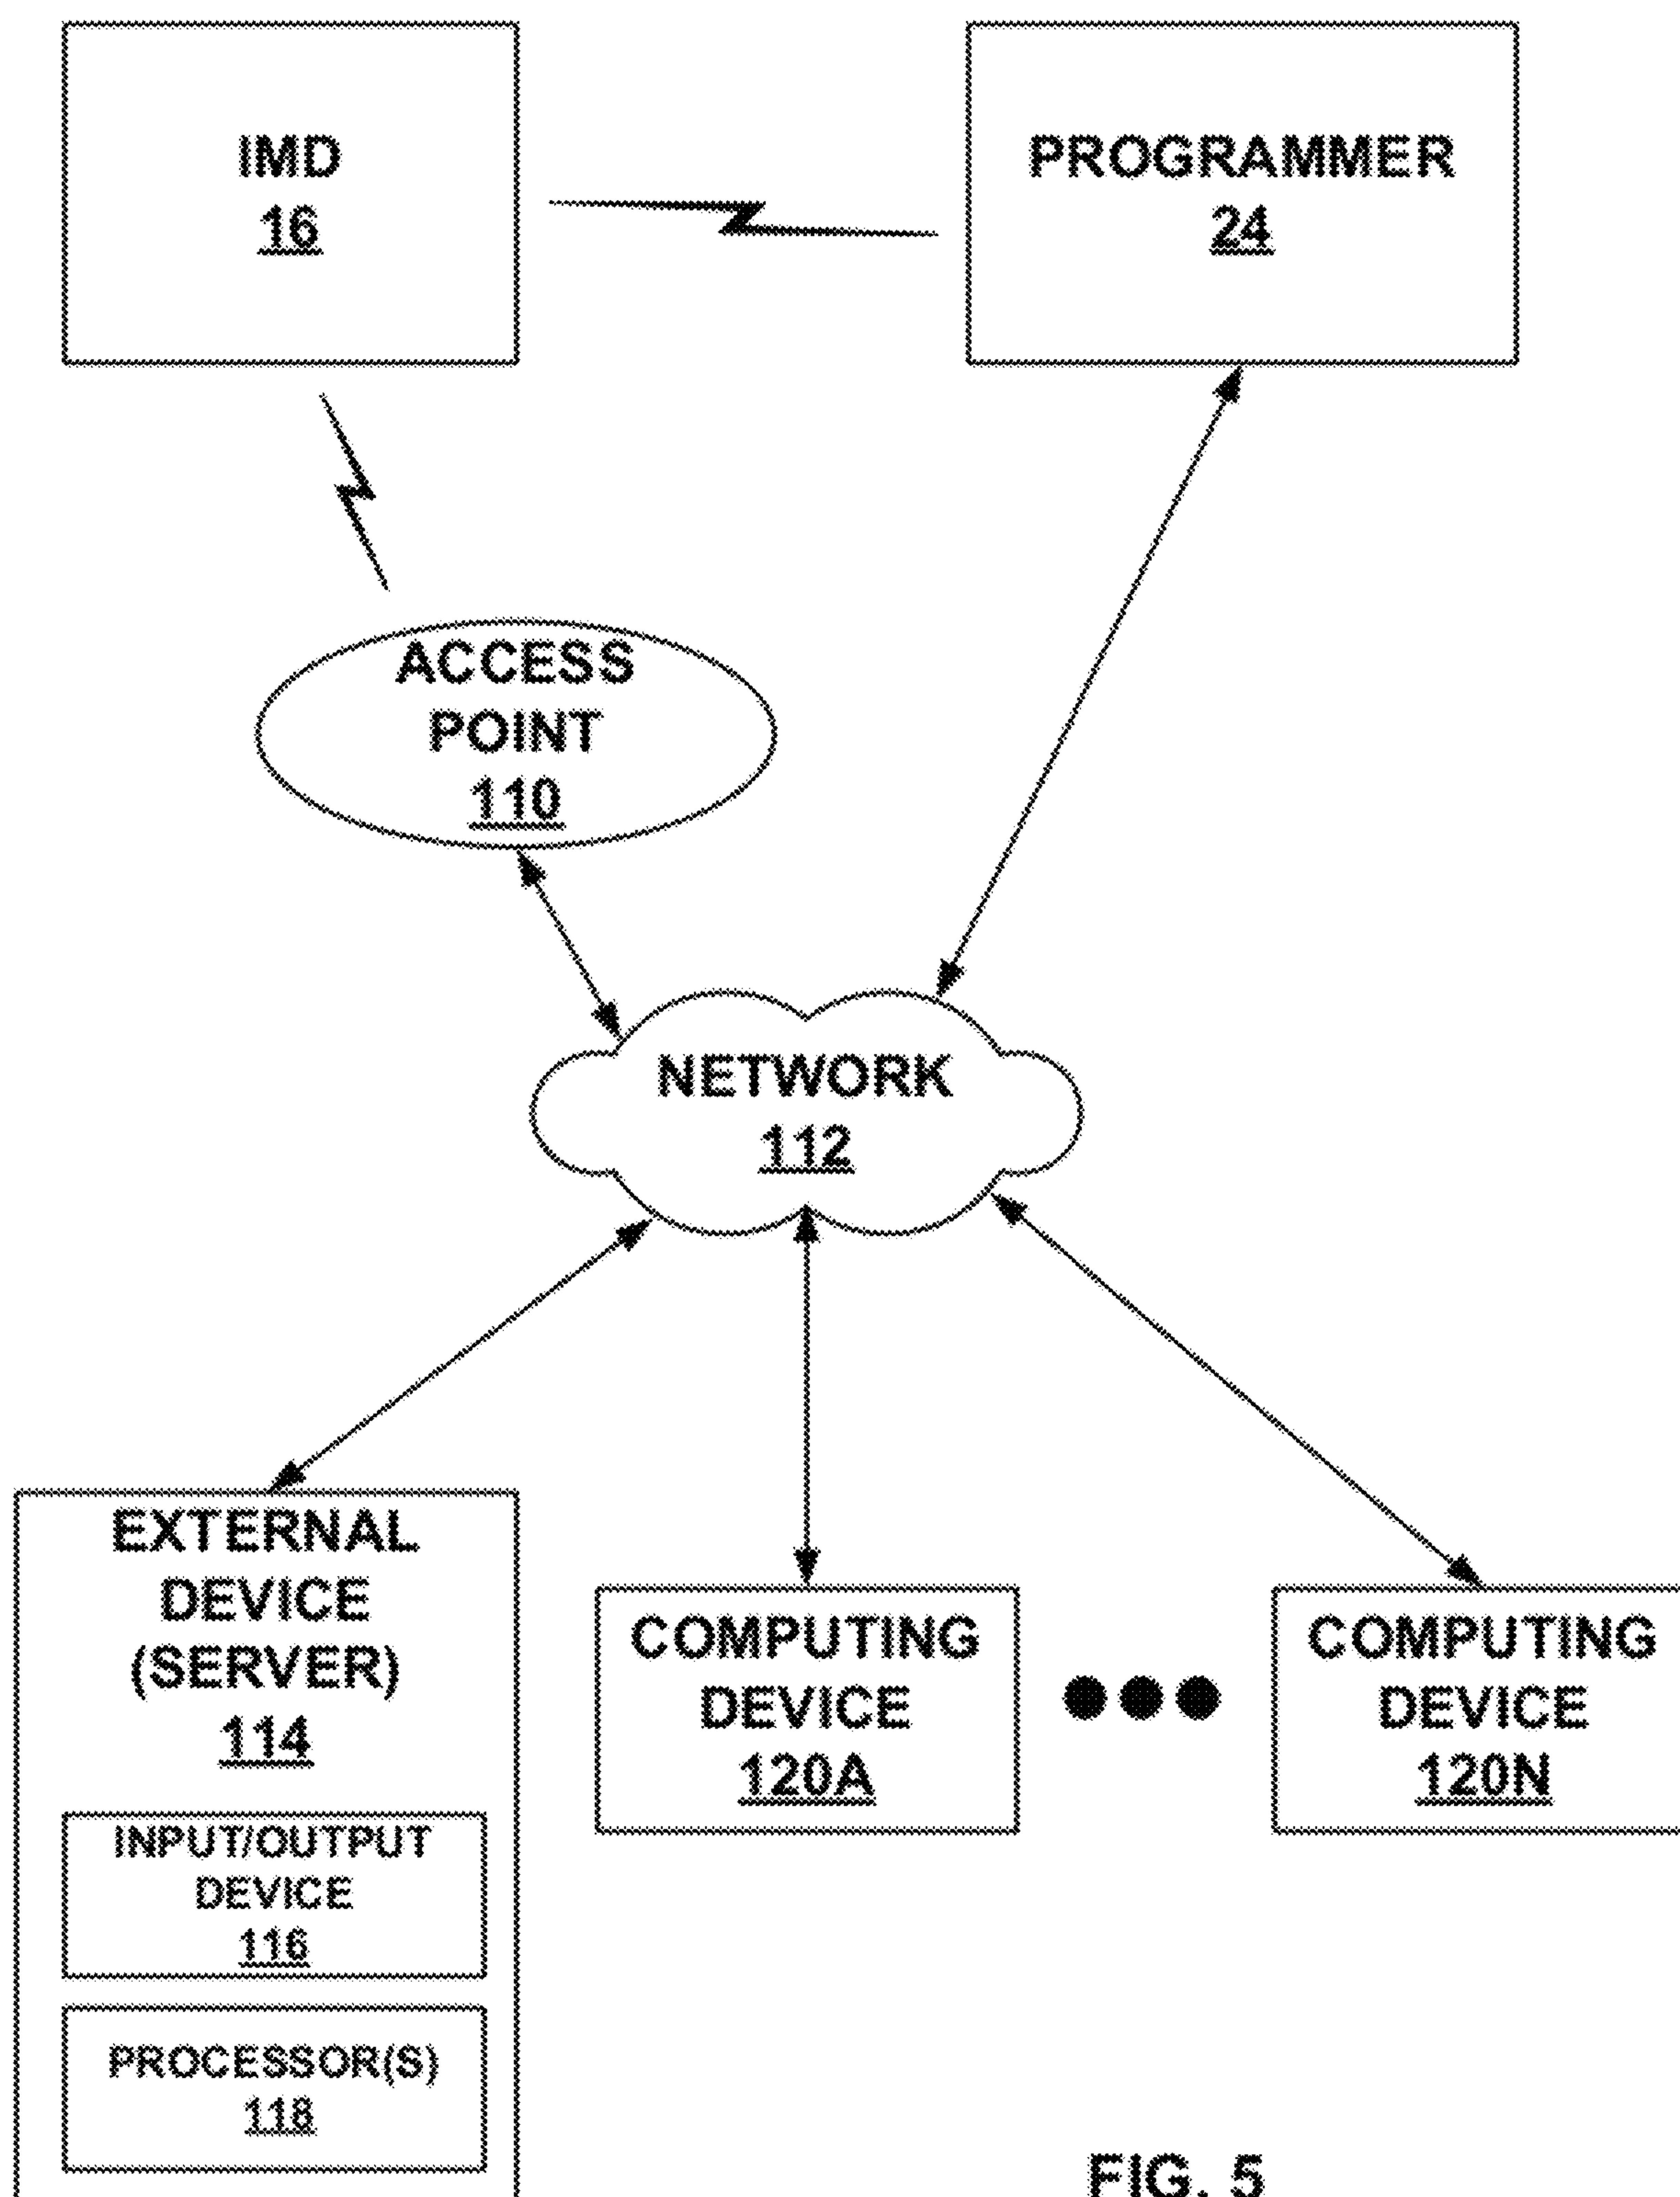 IMD
16
PROGRAMMER
24
ACCESS
POINT
110
NETWORK
112
EXTERNAL
DEVICE
(SERVER)
114
INPUT/OUTPUT
DEVICE
116
PROCESSOR(S)
118
COMPUTING
DEVICE
120A
COMPUTING
DEVICE
120N
FIG. 5